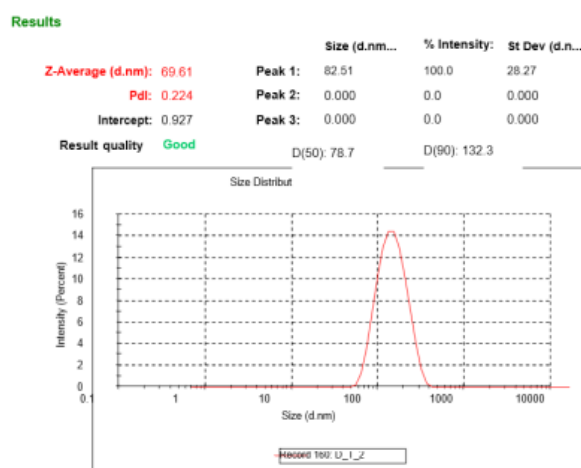 Results
Size (d.nm... % Intensity: St Dev (d.n...
Z-Average (d.nm): 69.61 Peak 1: 82.51 100.0 28.27
PdI: 0.224 Peak 2: 0.000 0.0 0.000
Intercept: 0.927 Peak 3: 0.000 0.0 0.000
Result quality Good D(50): 78.7 D(90): 132.3
Size Distribut
16
14
12
10
8
6
4
2
0
0.1 1 10 100 1000 10000
Intensity (Percent)
Size (d.nm)
Record 160: D_T_2